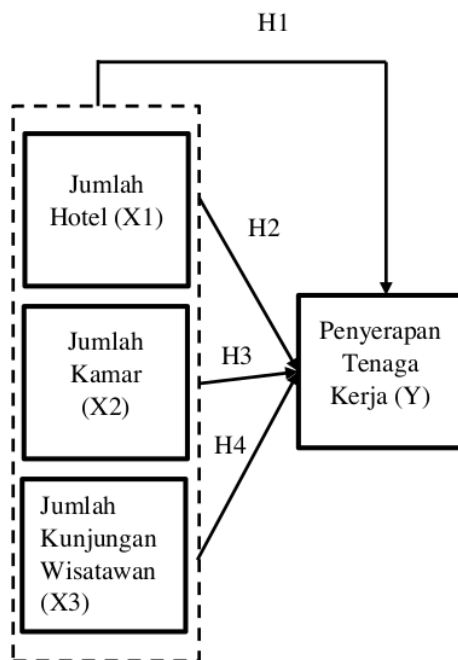 H1
Jumlah
Hotel (X1)
H2
Jumlah
Kamar
(X2)
H3
Penyerapan
Tenaga
Kerja (Y)
H4
Jumlah
Kunjungan
Wisatawan
(X3)